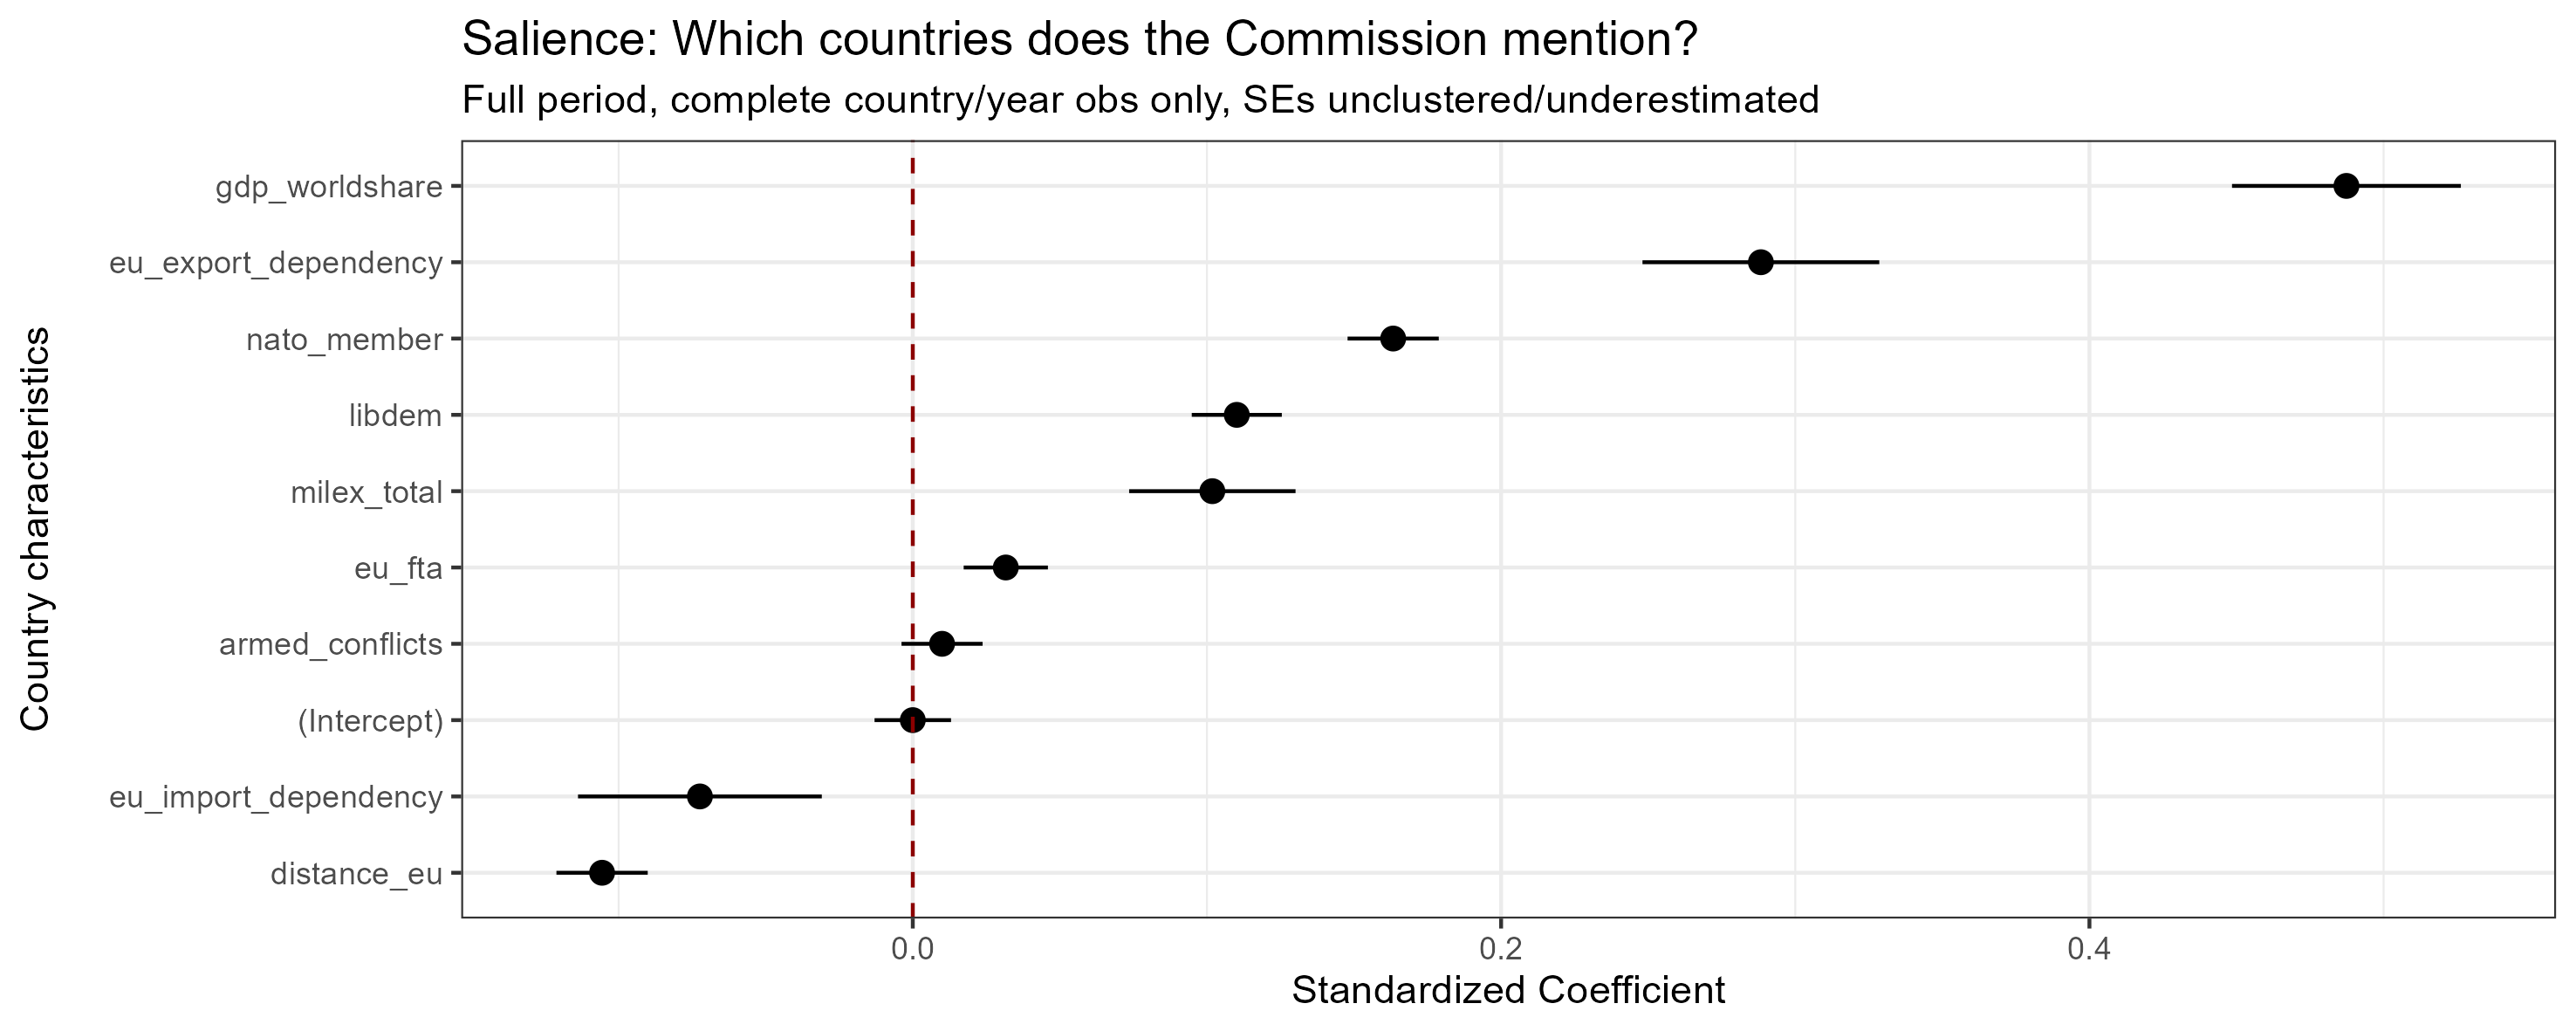 Salience: Which countries does the Commission mention?
Full period, complete country/year obs only, SEs unclustered/underestimated
Country characteristics
gdp_worldshare
eu_export_dependency
nato_member
libdem
milex_total
eu_fta
armed_conflicts
(Intercept)
eu_import_dependency
distance_eu
0.0 0.2 0.4
Standardized Coefficient